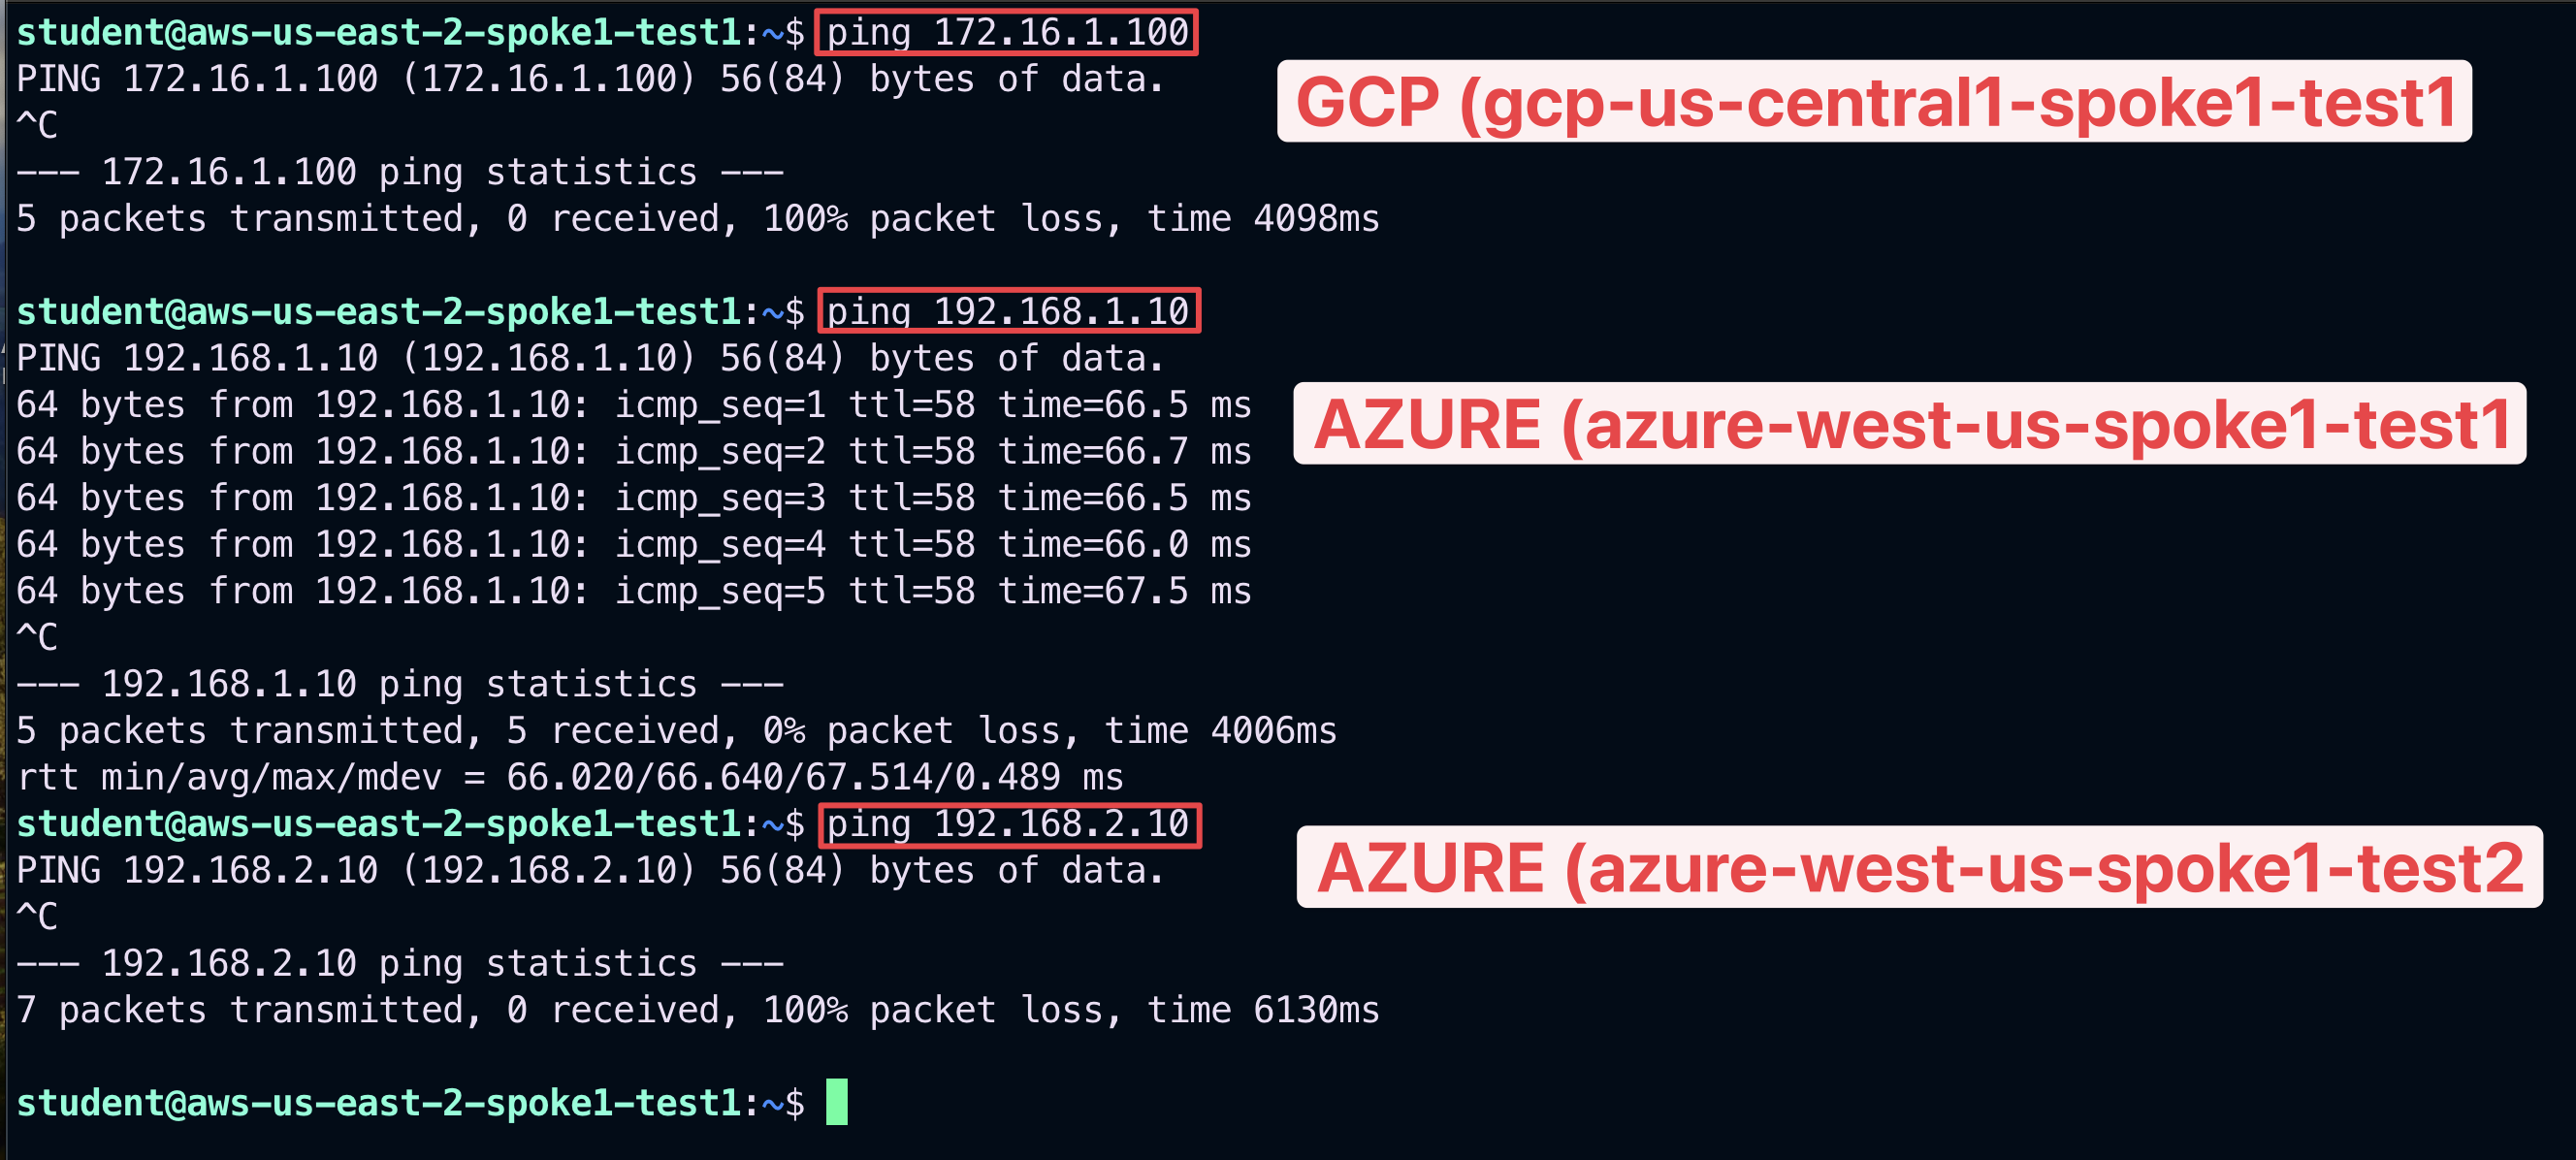 student@aws-us-east-2-spoke1-test1:~$ ping 172.16.1.100
PING 172.16.1.100 (172.16.1.100) 56(84) bytes of data.
GCP (gcp-us-central1-spoke1-test1
^C
--- 172.16.1.100 ping statistics ---
5 packets transmitted, 0 received, 100% packet loss, time 4098ms
student@aws-us-east-2-spoke1-test1:~$ ping 192.168.1.10
PING 192.168.1.10 (192.168.1.10) 56(84) bytes of data.
64 bytes from 192.168.1.10: icmp_seq=1 ttl=58 time=66.5 ms
AZURE (azure-west-us-spoke1-test1
64 bytes from 192.168.1.10: icmp_seq=2 ttl=58 time=66.7 ms
64 bytes from 192.168.1.10: icmp_seq=3 ttl=58 time=66.5 ms
64 bytes from 192.168.1.10: icmp_seq=4 ttl=58 time=66.0 ms
64 bytes from 192.168.1.10: icmp_seq=5 ttl=58 time=67.5 ms
^C
--- 192.168.1.10 ping statistics ---
5 packets transmitted, 5 received, 0% packet loss, time 4006ms
rtt min/avg/max/mdev = 66.020/66.640/67.514/0.489 ms
student@aws-us-east-2-spoke1-test1:~$ ping 192.168.2.10
PING 192.168.2.10 (192.168.2.10) 56(84) bytes of data.
AZURE (azure-west-us-spoke1-test2
^C
--- 192.168.2.10 ping statistics ---
7 packets transmitted, 0 received, 100% packet loss, time 6130ms
student@aws-us-east-2-spoke1-test1:~$